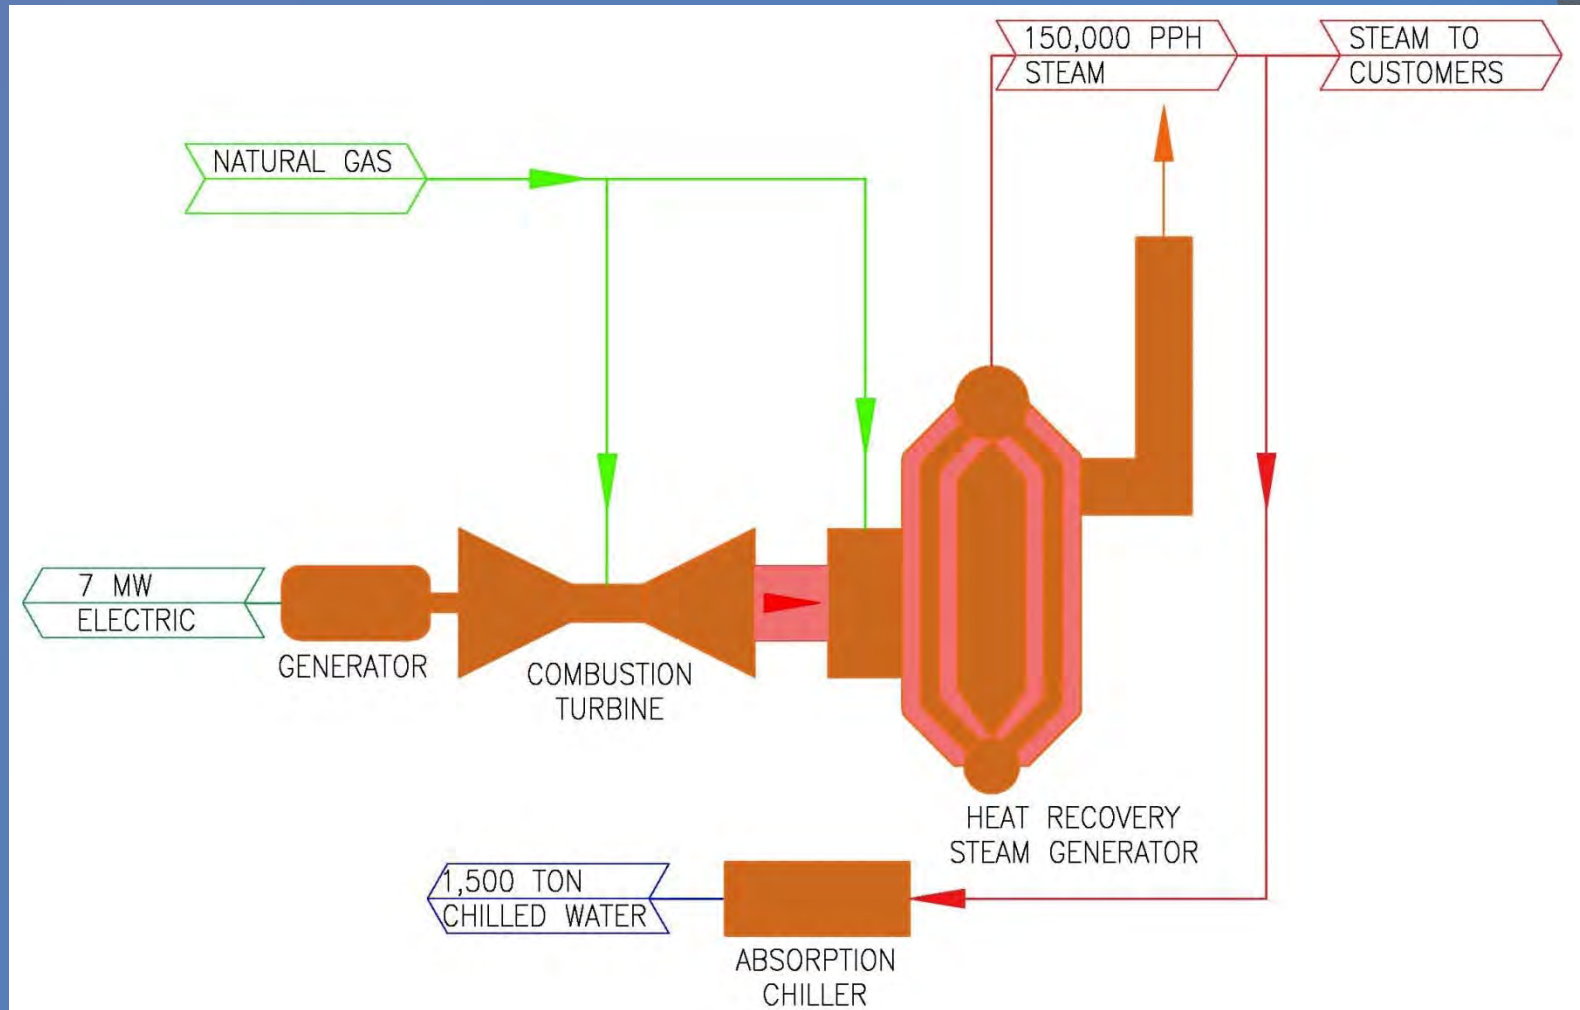 150,000 PPH
STEAM
STEAM TO
CUSTOMERS
NATURAL GAS
7 MW
ELECTRIC
GENERATOR
COMBUSTION
TURBINE
HEAT RECOVERY
STEAM GENERATOR
1,500 TON
CHILLED WATER
ABSORPTION
CHILLER